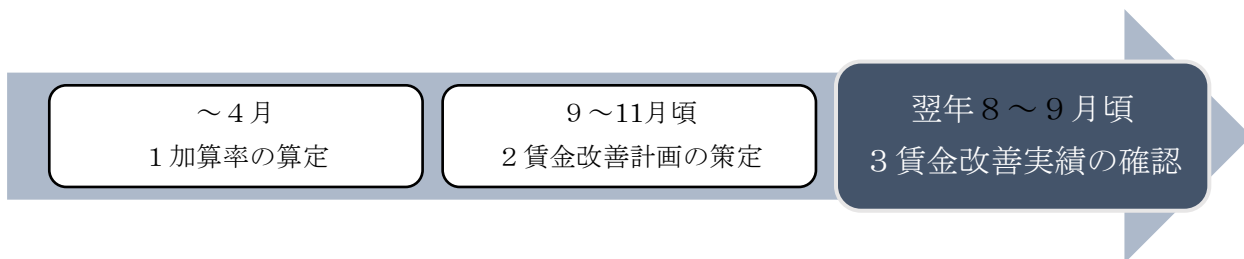 ～４月
１加算率の算定
９～11月頃
２賃金改善計画の策定
翌年８～９月頃
３賃金改善実績の確認